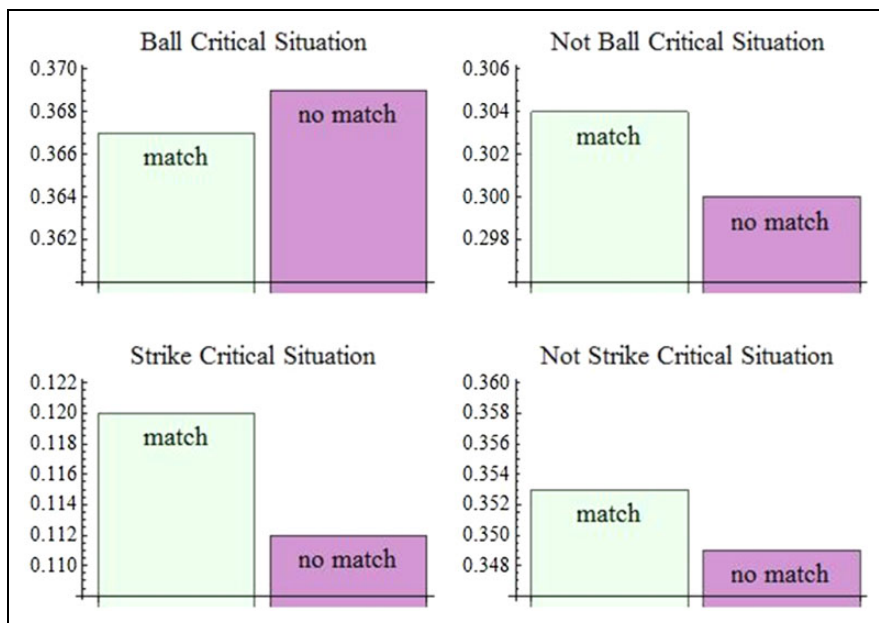 Ball Critical Situation
0.370
0.368
0.366
0.364
0.362
match
no match
Not Ball Critical Situation
0.306
0.304
0.302
0.300
0.298
match
no match
Strike Critical Situation
0.122
0.120
0.118
0.116
0.114
0.112
0.110
match
no match
Not Strike Critical Situation
0.360
0.358
0.356
0.354
0.352
0.350
0.348
match
no match